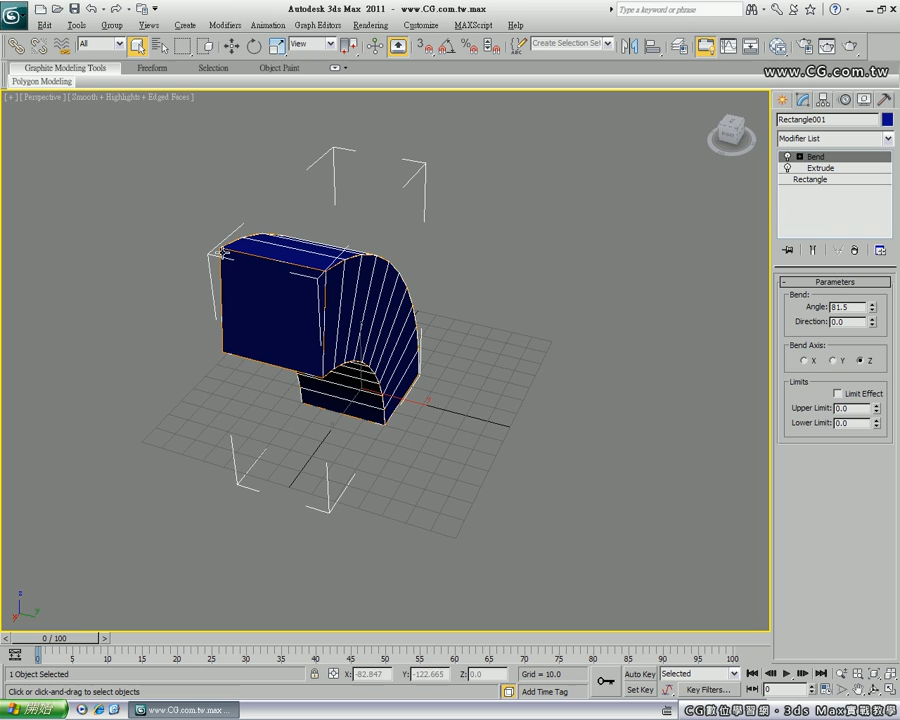 Autodesk 3ds Max 2011 - www.CG.com.tw.max
Type a keyword or phrase
Edit Tools Group Views Create Modifiers Animation Graph Editors Rendering Customize MAXScript Help
All View Create Selection Set
Graphite Modeling Tools Freeform Selection Object Paint
www.CG.com.tw
Polygon Modeling
[ + ] [ Perspective ] [ Smooth + Highlights + Edged Faces ]
Rectangle001
Modifier List
Bend
Extrude
Rectangle
Parameters
Bend:
Angle: 81.5
Direction: 0.0
Bend Axis:
X Y Z
Limits
Limit Effect
Upper Limit: 0.0
Lower Limit: 0.0
z
y
x
0 / 100
0 5 10 15 20 25 30 35 40 45 50 55 60 65 70 75 80 85 90 95 100
1 Object Selected X: -82.847 Y: -122.665 Z: 0.0 Grid = 10.0 Auto Key Selected
Click or click-and-drag to select objects Add Time Tag Set Key Key Filters... 0
開始 www.CG.com.tw.max ... CG數位學習網・3ds Max實戰教學